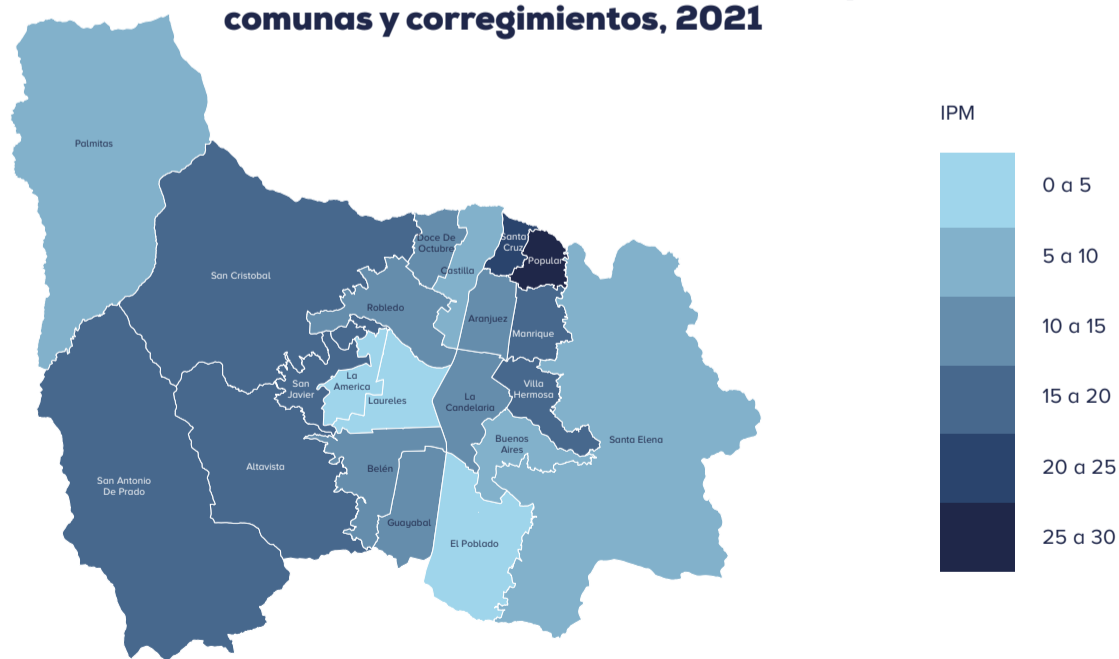 comunas y corregimientos, 2021
IPM
0 a 5
5 a 10
10 a 15
15 a 20
20 a 25
25 a 30
Palmitas
San Cristobal
Doce De
Octubre
Castilla
Santa
Cruz
Popular
Robledo
Aranjuez
Manrique
San
Javier
La
America
Laureles
La
Candelaria
Villa
Hermosa
Buenos
Aires
Santa Elena
San Antonio
De Prado
Altavista
Belén
Guayabal
El Poblado